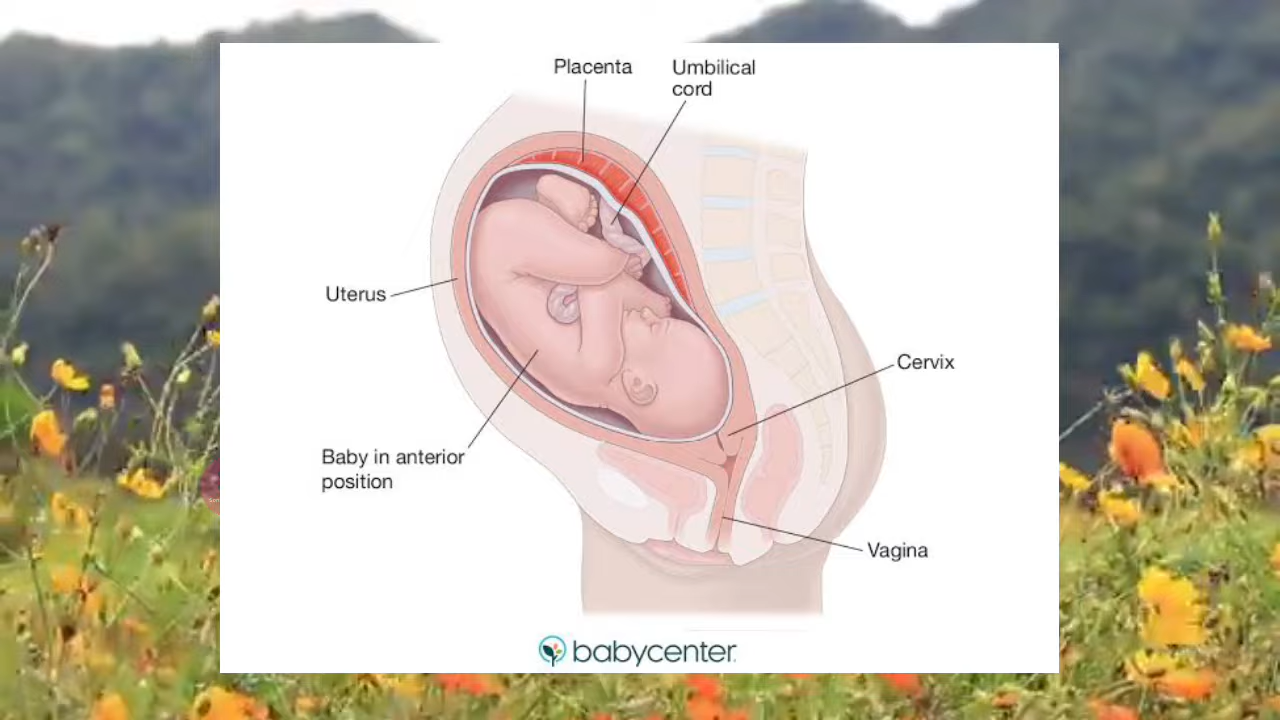 Placenta
Umbilical
cord
Uterus
Cervix
Baby in anterior
position
Vagina
babycenter